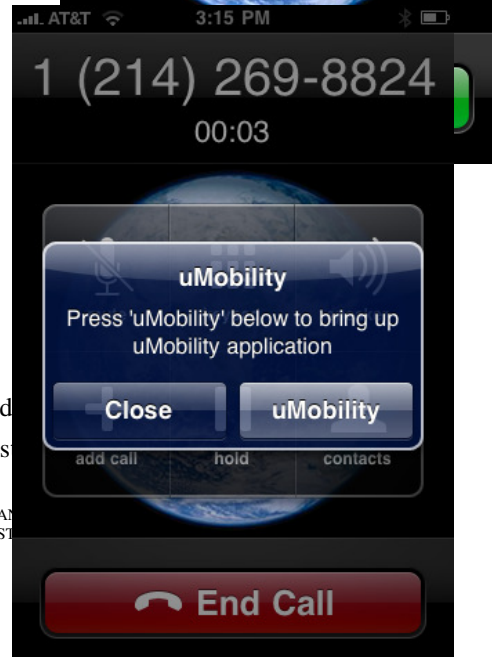 AT&T 3:15 PM
1 (214) 269-8824
00:03
uMobility
Press 'uMobility' below to bring up
uMobility application
Close uMobility
add call hold contacts
End Call